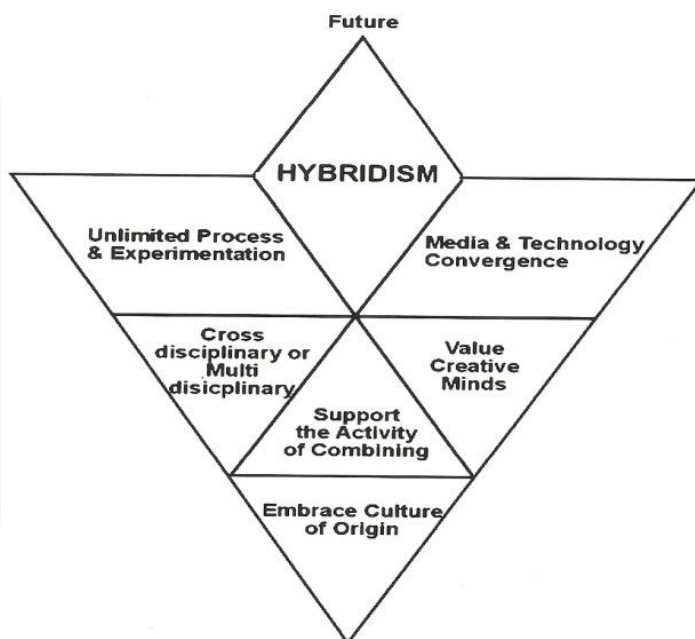 Future
HYBRIDISM
Unlimited Process
& Experimentation
Media & Technology
Convergence
Cross
disciplinary or
Multi
disicplinary
Value
Creative
Minds
Support
the Activity
of Combining
Embrace Culture
of Origin